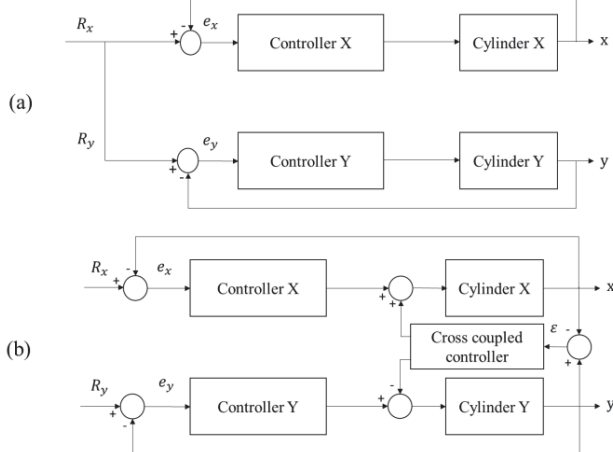 R_x + - e_x Controller X Cylinder X x
(a)
R_y + - e_y Controller Y Cylinder Y y
R_x + - e_x Controller X + + Cylinder X x
(b)
Cross coupled
controller
ε - +
R_y + - e_y Controller Y + - Cylinder Y y